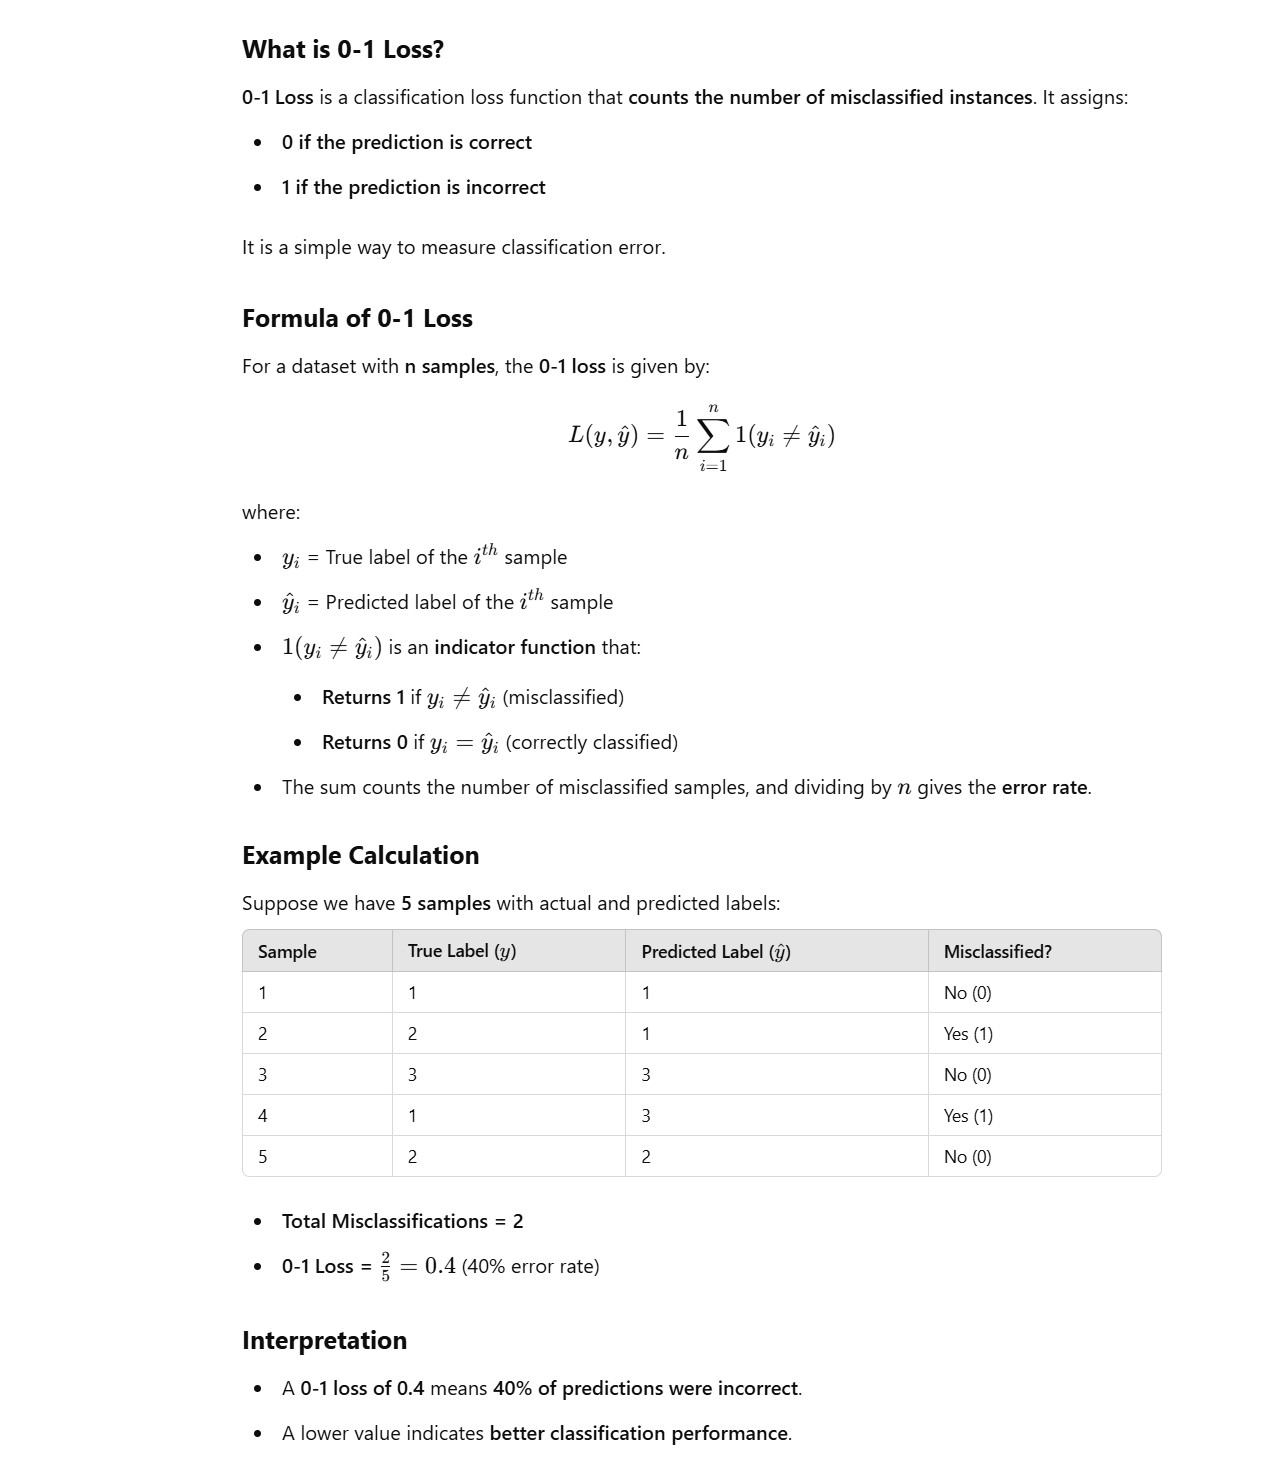 What is 0-1 Loss?
0-1 Loss is a classification loss function that counts the number of misclassified instances. It assigns:
• 0 if the prediction is correct
• 1 if the prediction is incorrect
It is a simple way to measure classification error.
Formula of 0-1 Loss
For a dataset with n samples, the 0-1 loss is given by:
$L(y, \hat{y}) = \frac{1}{n} \sum_{i=1}^{n} 1(y_i \neq \hat{y}_i)$
where:
• $y_i$ = True label of the $i^{th}$ sample
• $\hat{y}_i$ = Predicted label of the $i^{th}$ sample
• $1(y_i \neq \hat{y}_i)$ is an indicator function that:
• Returns 1 if $y_i \neq \hat{y}_i$ (misclassified)
• Returns 0 if $y_i = \hat{y}_i$ (correctly classified)
• The sum counts the number of misclassified samples, and dividing by $n$ gives the error rate.
Example Calculation
Suppose we have 5 samples with actual and predicted labels:
Sample True Label ($y$) Predicted Label ($\hat{y}$) Misclassified?
1 1 1 No (0)
2 2 1 Yes (1)
3 3 3 No (0)
4 1 3 Yes (1)
5 2 2 No (0)
• Total Misclassifications = 2
• 0-1 Loss = $\frac{2}{5} = 0.4$ (40% error rate)
Interpretation
• A 0-1 loss of 0.4 means 40% of predictions were incorrect.
• A lower value indicates better classification performance.